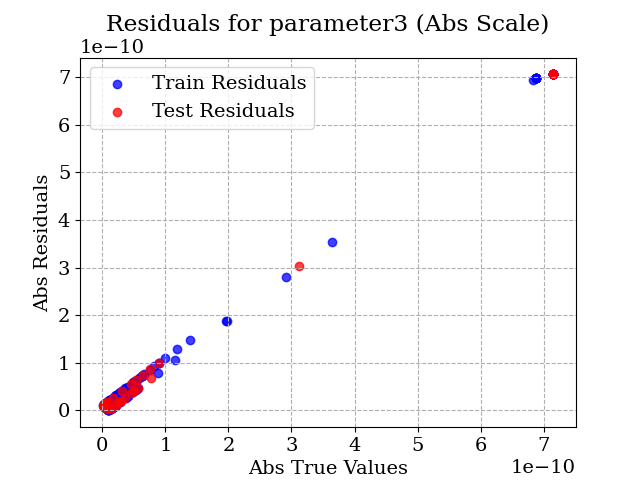 Residuals for parameter3 (Abs Scale)
1e−10
Train Residuals
Test Residuals
Abs Residuals
7
6
5
4
3
2
1
0
0 1 2 3 4 5 6 7
Abs True Values
1e−10